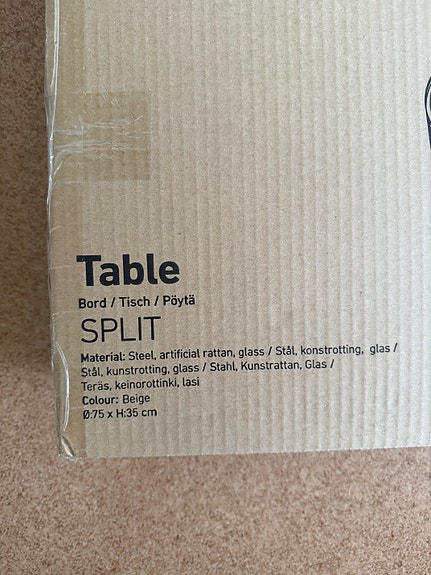 Table
Bord / Tisch / Pöytä
SPLIT
Material: Steel, artificial rattan, glass / Stål, konstrotting, glas /
Stål, kunstrotting, glass / Stahl, Kunstrattan, Glas /
Teräs, keinorottinki, lasi
Colour: Beige
Ø:75 x H:35 cm